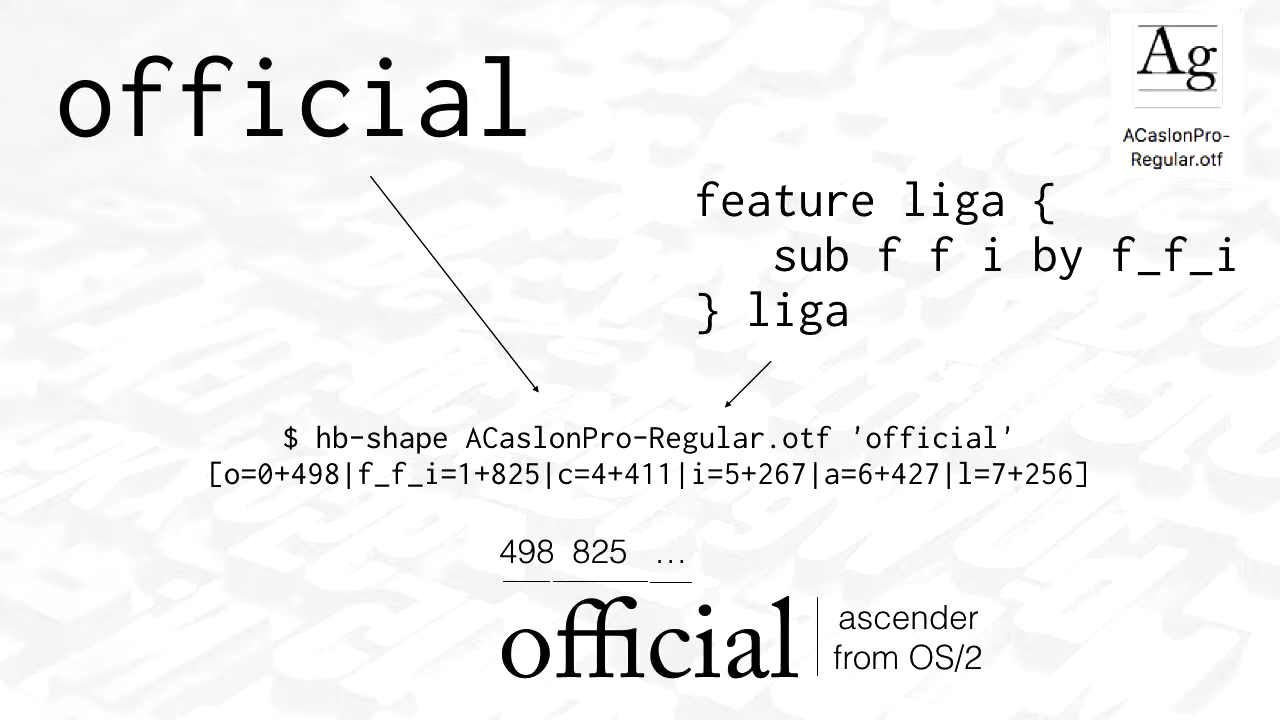 official
Ag
ACaslonPro-
Regular.otf
feature liga {
   sub f f i by f_f_i
} liga
$ hb-shape ACaslonPro-Regular.otf 'official'
[o=0+498|f_f_i=1+825|c=4+411|i=5+267|a=6+427|l=7+256]
498 825 ...
official
ascender
from OS/2